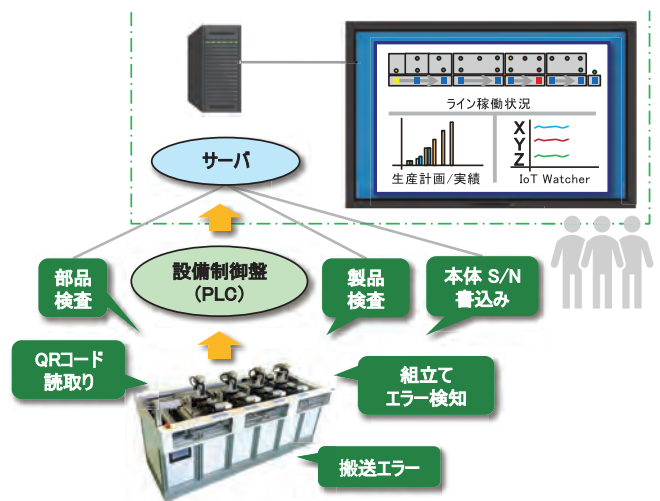 ライン稼働状況
生産計画/実績
X
Y
Z
IoT Watcher
サーバ
設備制御盤
(PLC)
部品
検査
製品
検査
本体 S/N
書込み
QRコード
読取り
組立て
エラー検知
搬送エラー